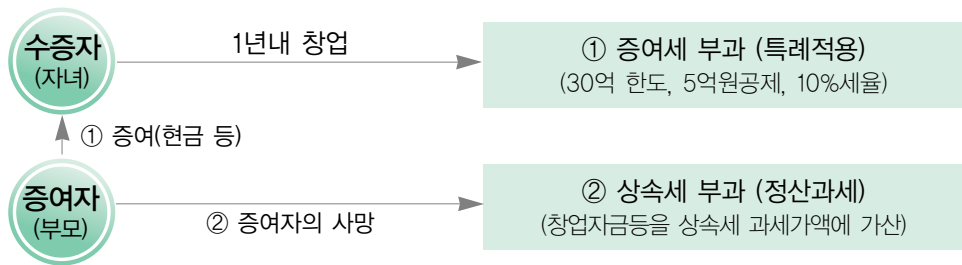 수증자
(자녀)
1년내 창업
① 증여세 부과 (특례적용)
(30억 한도, 5억원공제, 10%세율)
① 증여(현금 등)
증여자
(부모)
② 증여자의 사망
② 상속세 부과 (정산과세)
(창업자금등을 상속세 과세가액에 가산)